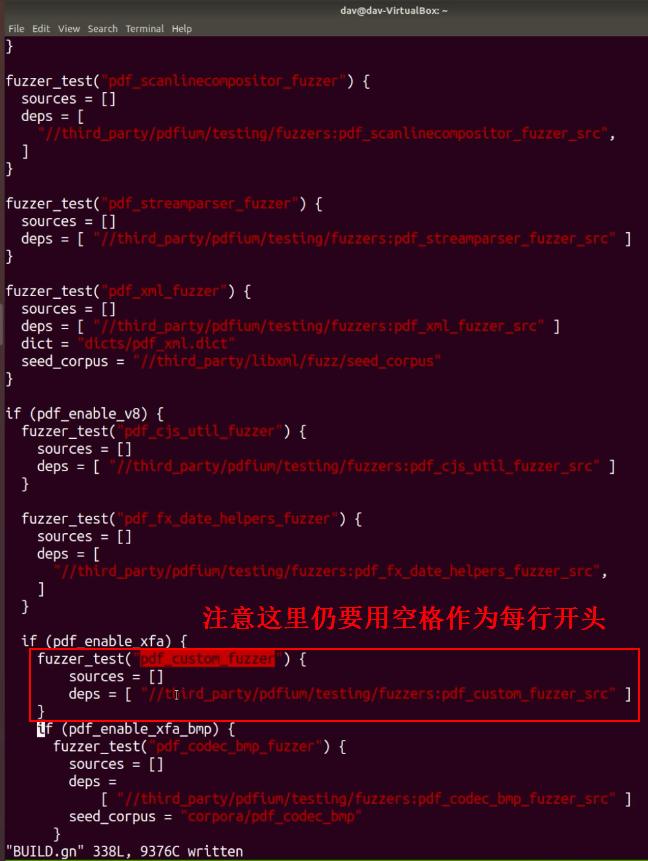 dav@dav-VirtualBox: ~
File Edit View Search Terminal Help
}
fuzzer_test("pdf_scanlinecompositor_fuzzer") {
  sources = []
  deps = [
    "//third_party/pdfium/testing/fuzzers:pdf_scanlinecompositor_fuzzer_src",
  ]
}
fuzzer_test("pdf_streamparser_fuzzer") {
  sources = []
  deps = [ "//third_party/pdfium/testing/fuzzers:pdf_streamparser_fuzzer_src" ]
}
fuzzer_test("pdf_xml_fuzzer") {
  sources = []
  deps = [ "//third_party/pdfium/testing/fuzzers:pdf_xml_fuzzer_src" ]
  dict = "dicts/pdf_xml.dict"
  seed_corpus = "//third_party/libxml/fuzz/seed_corpus"
}
if (pdf_enable_v8) {
  fuzzer_test("pdf_cjs_util_fuzzer") {
    sources = []
    deps = [ "//third_party/pdfium/testing/fuzzers:pdf_cjs_util_fuzzer_src" ]
  }
  fuzzer_test("pdf_fx_date_helpers_fuzzer") {
    sources = []
    deps = [
      "//third_party/pdfium/testing/fuzzers:pdf_fx_date_helpers_fuzzer_src",
    ]
  }
注意这里仍要用空格作为每行开头
  if (pdf_enable_xfa) {
    fuzzer_test("pdf_custom_fuzzer") {
        sources = []
        deps = [ "//third_party/pdfium/testing/fuzzers:pdf_custom_fuzzer_src" ]
    }
    if (pdf_enable_xfa_bmp) {
      fuzzer_test("pdf_codec_bmp_fuzzer") {
        sources = []
        deps =
            [ "//third_party/pdfium/testing/fuzzers:pdf_codec_bmp_fuzzer_src" ]
        seed_corpus = "corpora/pdf_codec_bmp"
      }
"BUILD.gn" 338L, 9376C written